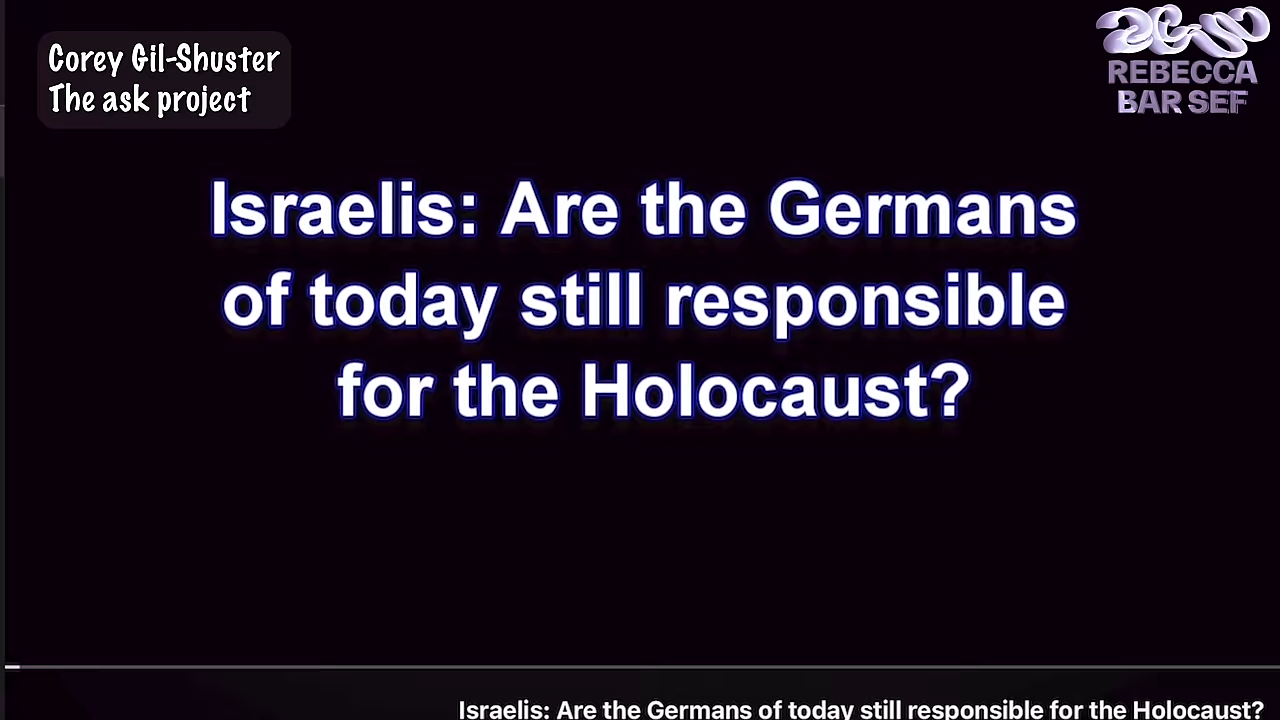 Corey Gil-Shuster
The ask project
REBECCA
BAR SEF
Israelis: Are the Germans
of today still responsible
for the Holocaust?
Israelis: Are the Germans of today still responsible for the Holocaust?